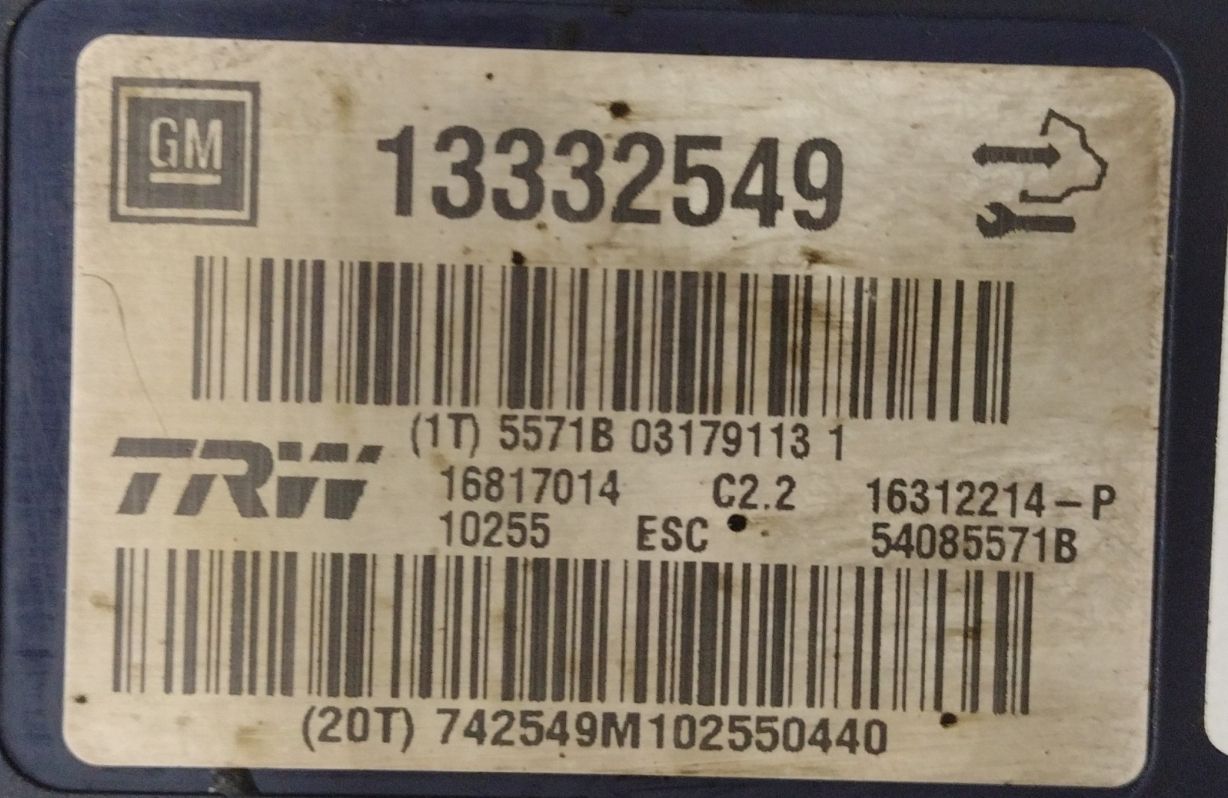 GM 13332549
(1T) 5571B 03179113 1
TRW
16817014 C2.2 16312214-P
10255 ESC 54085571B
(20T) 742549M102550440